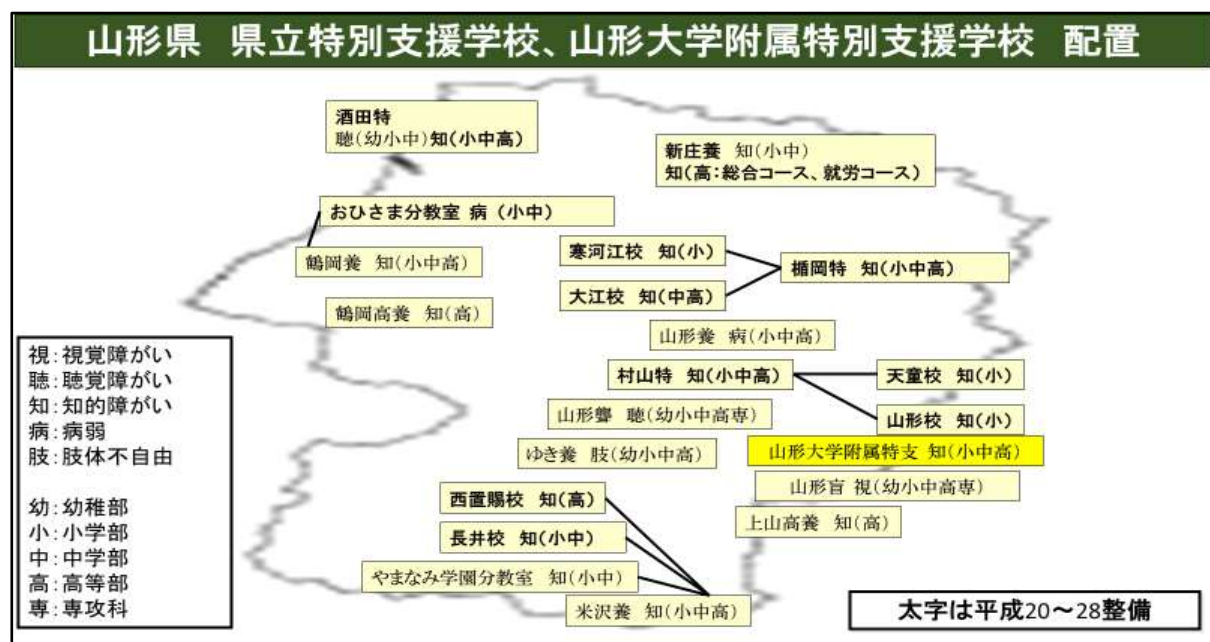 山形県　県立特別支援学校、山形大学附属特別支援学校　配置
酒田特
聴(幼小中)知(小中高)
新庄養　知(小中)
知(高：総合コース、就労コース)
おひさま分教室 病 (小中)
鶴岡養　知(小中高)
鶴岡高養　知(高)
寒河江校　知(小)
大江校　知(中高)
楯岡特　知(小中高)
山形養　病(小中高)
村山特　知(小中高)
天童校　知(小)
山形校　知(小)
山形聾　聴(幼小中高専)
山形大学附属特支　知(小中高)
ゆき養　肢(幼小中高)
山形盲 視(幼小中高専)
上山高養　知(高)
西置賜校　知(高)
長井校　知(小中)
やまなみ学園分教室　知(小中)
米沢養　知(小中高)
視：視覚障がい
聴：聴覚障がい
知：知的障がい
病：病弱
肢：肢体不自由
幼：幼稚部
小：小学部
中：中学部
高：高等部
専：専攻科
太字は平成20～28整備